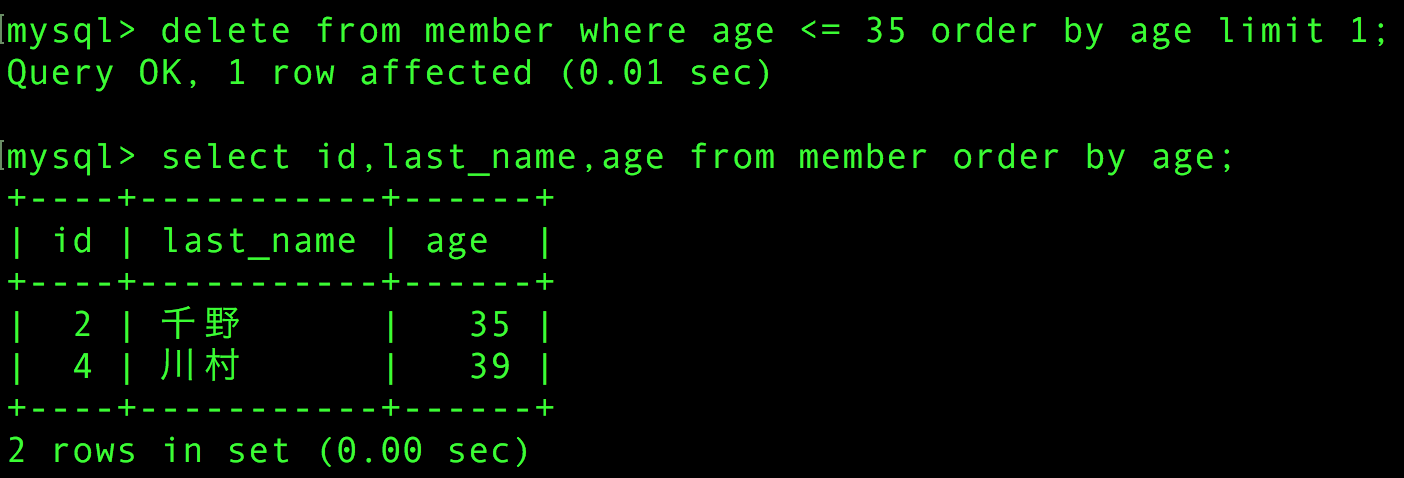 mysql> delete from member where age <= 35 order by age limit 1;
Query OK, 1 row affected (0.01 sec)

mysql> select id,last_name,age from member order by age;
+----+-----------+------+
| id | last_name | age  |
+----+-----------+------+
|  2 | 千野      |   35 |
|  4 | 川村      |   39 |
+----+-----------+------+
2 rows in set (0.00 sec)